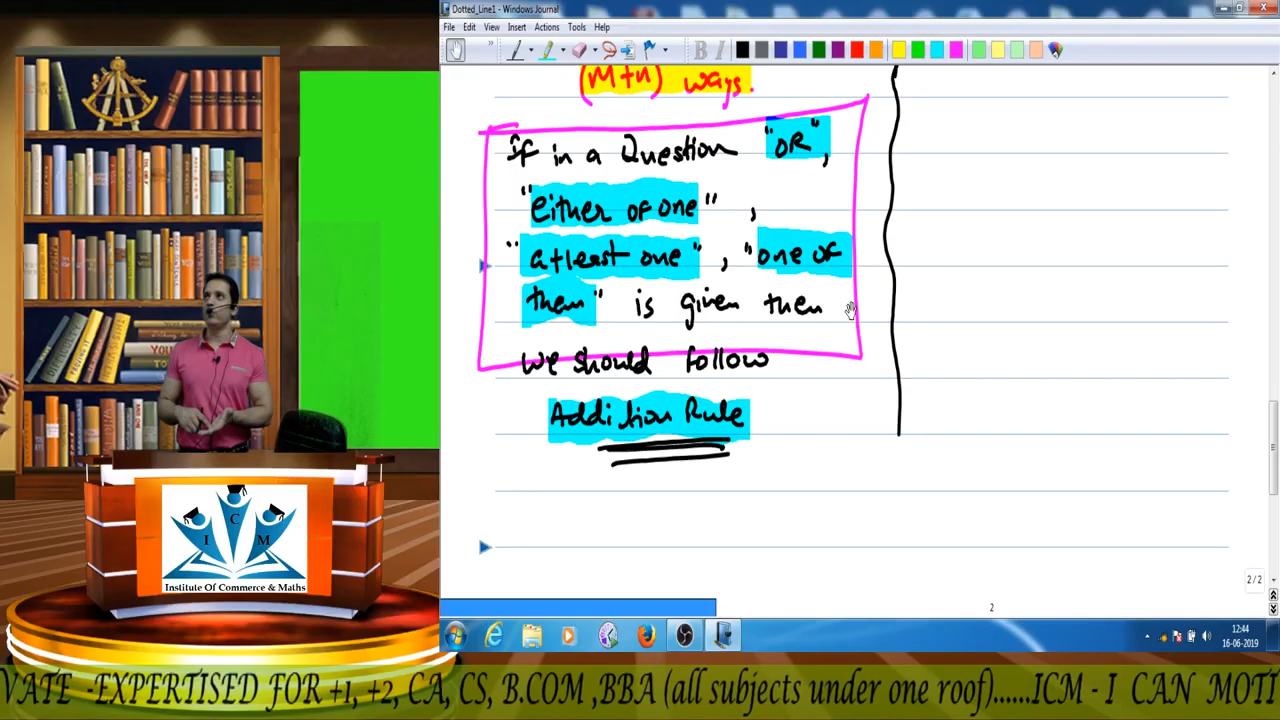 Dotted_Line1 - Windows Journal
File Edit View Insert Actions Tools Help
(m+n) ways.
If in a Question "OR",
"either of one" ,
"atleast one" , "one of
them" is given then
we should follow
Addition Rule
2/2
2
I C M
Institute Of Commerce & Maths
12:44
16-06-2019
VATE -EXPERTISED FOR +1, +2, CA, CS, B.COM ,BBA (all subjects under one roof)......ICM - I CAN MOTI